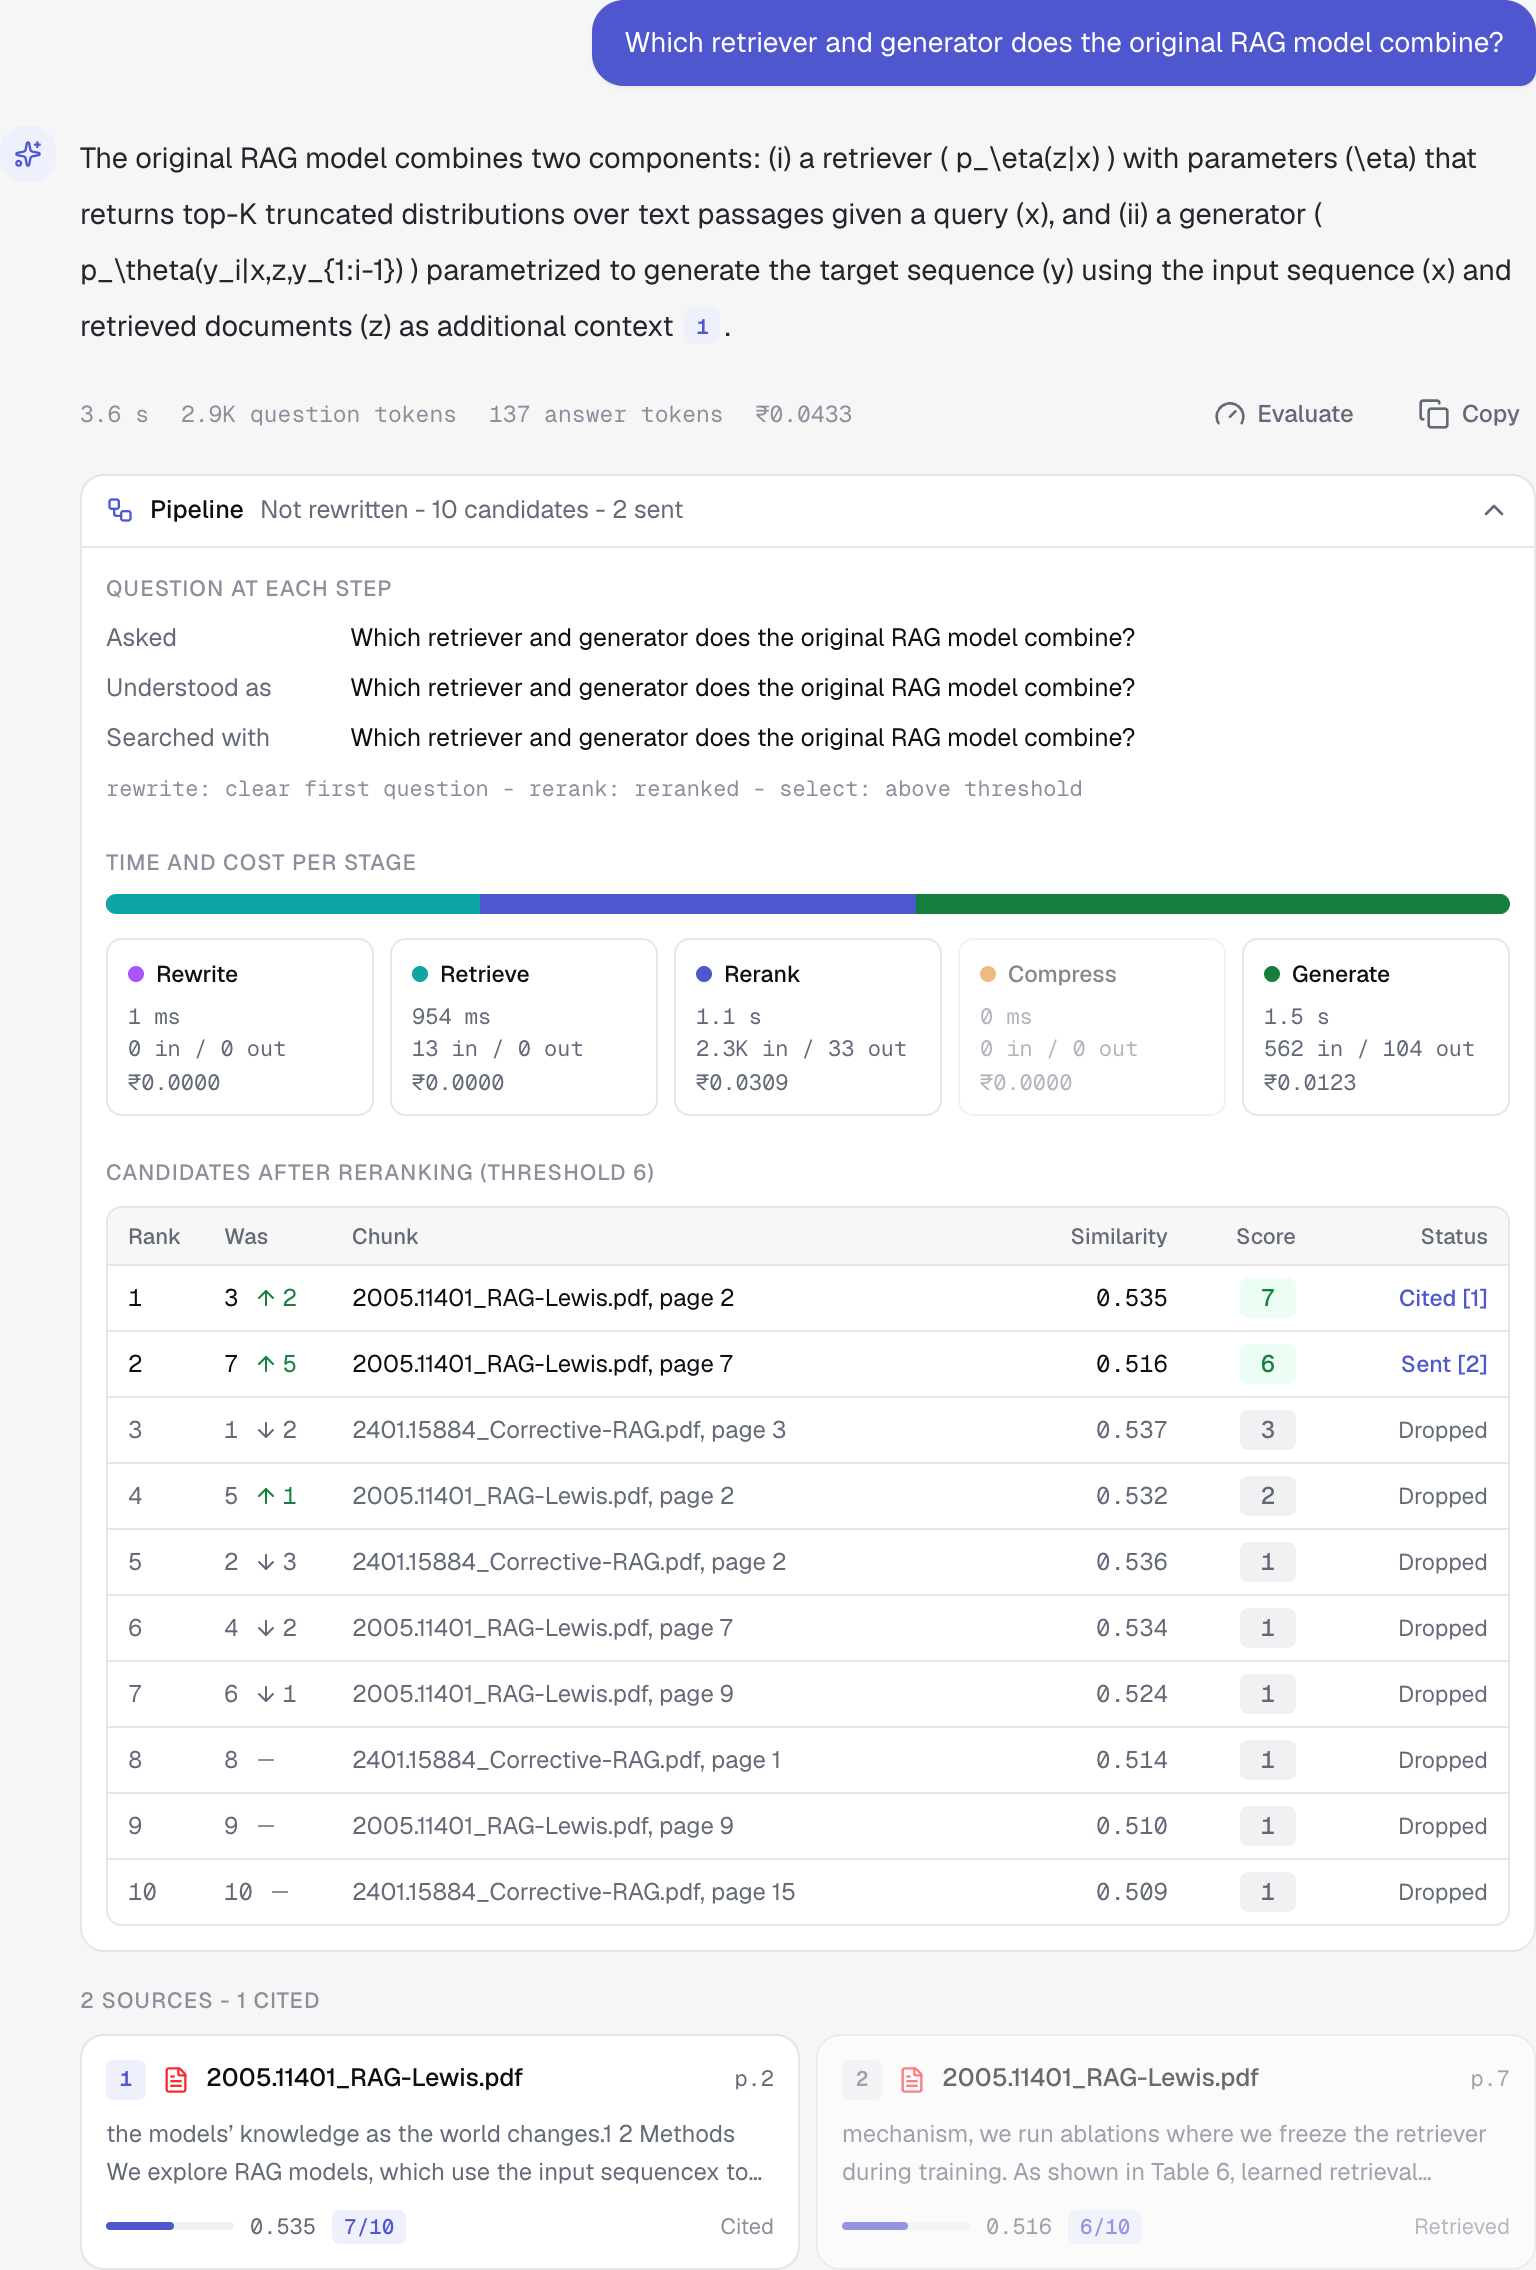 Which retriever and generator does the original RAG model combine?
The original RAG model combines two components: (i) a retriever ( p_\eta(z|x) ) with parameters (\eta) that
returns top-K truncated distributions over text passages given a query (x), and (ii) a generator (
p_\theta(y_i|x,z,y_{1:i-1}) ) parametrized to generate the target sequence (y) using the input sequence (x) and
retrieved documents (z) as additional context 1 .
3.6 s 2.9K question tokens 137 answer tokens ₹0.0433 Evaluate Copy
Pipeline Not rewritten - 10 candidates - 2 sent
QUESTION AT EACH STEP
Asked Which retriever and generator does the original RAG model combine?
Understood as Which retriever and generator does the original RAG model combine?
Searched with Which retriever and generator does the original RAG model combine?
rewrite: clear first question - rerank: reranked - select: above threshold
TIME AND COST PER STAGE
Rewrite Retrieve Rerank Compress Generate
1 ms 954 ms 1.1 s 0 ms 1.5 s
0 in / 0 out 13 in / 0 out 2.3K in / 33 out 0 in / 0 out 562 in / 104 out
₹0.0000 ₹0.0000 ₹0.0309 ₹0.0000 ₹0.0123
CANDIDATES AFTER RERANKING (THRESHOLD 6)
Rank Was Chunk Similarity Score Status
1 3 ↑ 2 2005.11401_RAG-Lewis.pdf, page 2 0.535 7 Cited [1]
2 7 ↑ 5 2005.11401_RAG-Lewis.pdf, page 7 0.516 6 Sent [2]
3 1 ↓ 2 2401.15884_Corrective-RAG.pdf, page 3 0.537 3 Dropped
4 5 ↑ 1 2005.11401_RAG-Lewis.pdf, page 2 0.532 2 Dropped
5 2 ↓ 3 2401.15884_Corrective-RAG.pdf, page 2 0.536 1 Dropped
6 4 ↓ 2 2005.11401_RAG-Lewis.pdf, page 7 0.534 1 Dropped
7 6 ↓ 1 2005.11401_RAG-Lewis.pdf, page 9 0.524 1 Dropped
8 8 — 2401.15884_Corrective-RAG.pdf, page 1 0.514 1 Dropped
9 9 — 2005.11401_RAG-Lewis.pdf, page 9 0.510 1 Dropped
10 10 — 2401.15884_Corrective-RAG.pdf, page 15 0.509 1 Dropped
2 SOURCES - 1 CITED
1 2005.11401_RAG-Lewis.pdf p.2
the models’ knowledge as the world changes.1 2 Methods
We explore RAG models, which use the input sequencex to...
0.535 7/10 Cited
2 2005.11401_RAG-Lewis.pdf p.7
mechanism, we run ablations where we freeze the retriever
during training. As shown in Table 6, learned retrieval...
0.516 6/10 Retrieved